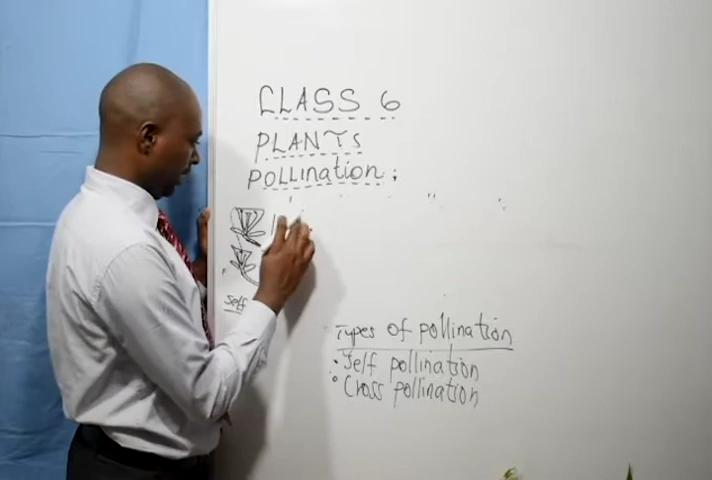 CLASS 6
PLANTS
Pollination :
Self
Types of pollination
• Self pollination
• Cross pollination